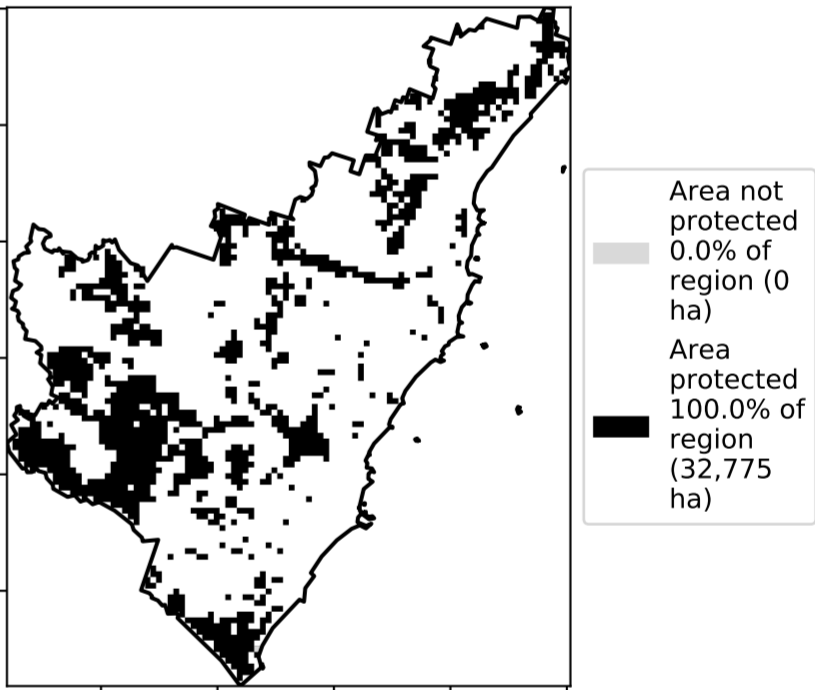 Area not
protected
0.0% of
region (0
ha)
Area
protected
100.0% of
region
(32,775
ha)